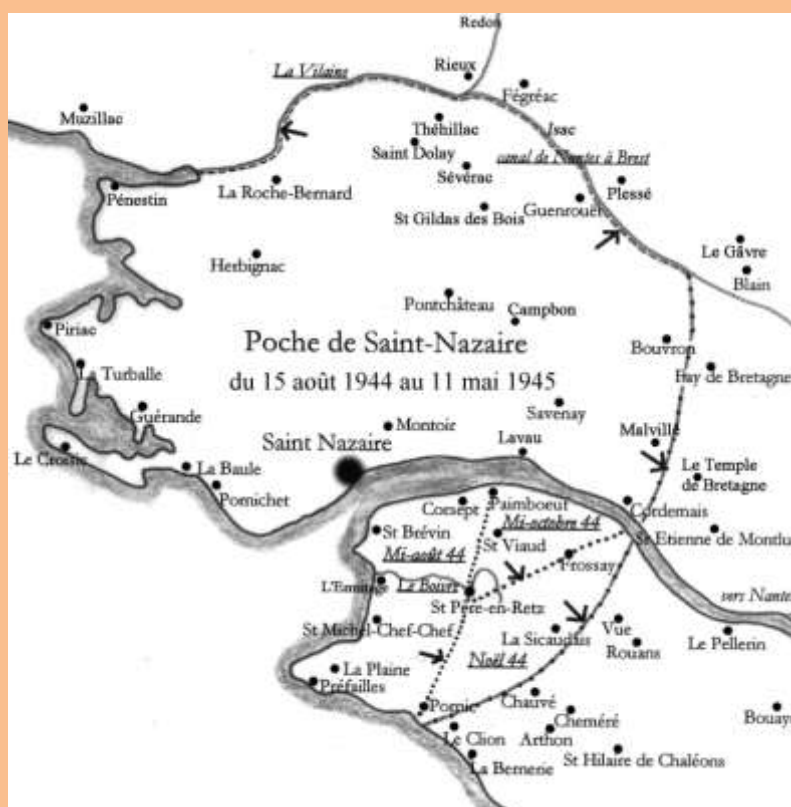 Redon
Rieux
La Vilaine
Fégréac
Muzillac
Théhillac
Isac
Saint Dolay
canal de Nantes à Brest
Sévérac
Plessé
Pénestin
La Roche-Bernard
Guenrouët
St Gildas des Bois
Le Gâvre
Herbignac
Blain
Pontchâteau
Campbon
Piriac
Poche de Saint-Nazaire
Bouvron
La Turballe
Fay de Bretagne
du 15 août 1944 au 11 mai 1945
Guérande
Savenay
Montoir
Malville
Saint Nazaire
Lavau
Le Croisic
La Baule
Le Temple
de Bretagne
Pornichet
Paimboeuf
Corsept
Cordemais
Mi-octobre 44
St Brévin
St Viaud
St Etienne de Montlu
Mi-août 44
Frossay
L'Ermitage
Le Boivre
vers Nantes
St Père-en-Retz
St Michel-Chef-Chef
La Sicaudais
Vue
Le Pellerin
Rouans
La Plaine
Noël 44
Préfailles
Chauvé
Pornic
Cheméré
Bouay
Le Clion
Arthon
St Hilaire de Chaléons
La Bernerie